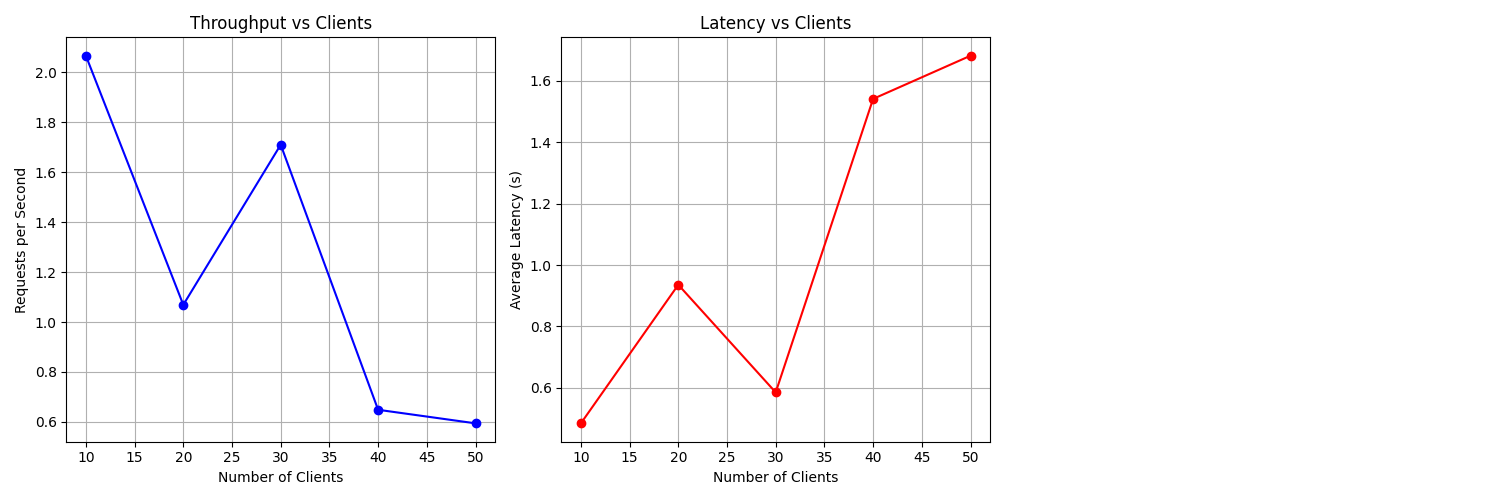 Throughput vs Clients
Requests per Second
2.0
1.8
1.6
1.4
1.2
1.0
0.8
0.6
10 15 20 25 30 35 40 45 50
Number of Clients
Latency vs Clients
Average Latency (s)
1.6
1.4
1.2
1.0
0.8
0.6
10 15 20 25 30 35 40 45 50
Number of Clients